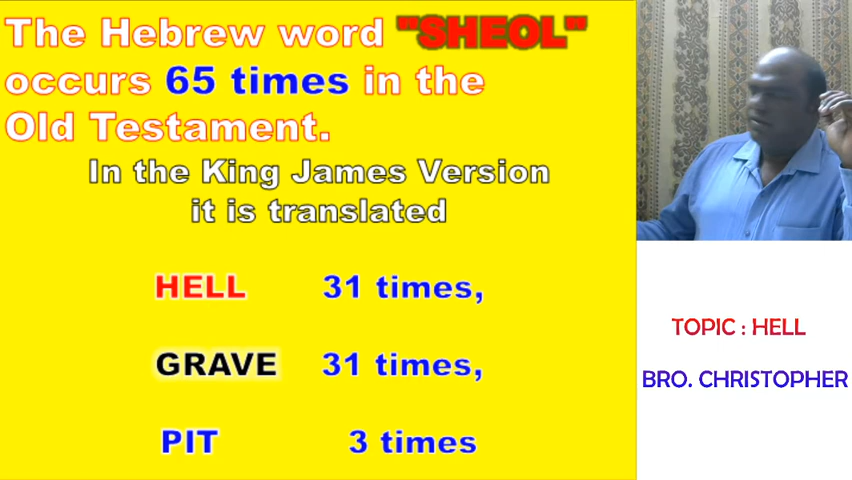 The Hebrew word "SHEOL"
occurs 65 times in the
Old Testament.
In the King James Version
it is translated
HELL 31 times,
GRAVE 31 times,
PIT 3 times
TOPIC : HELL
BRO. CHRISTOPHER